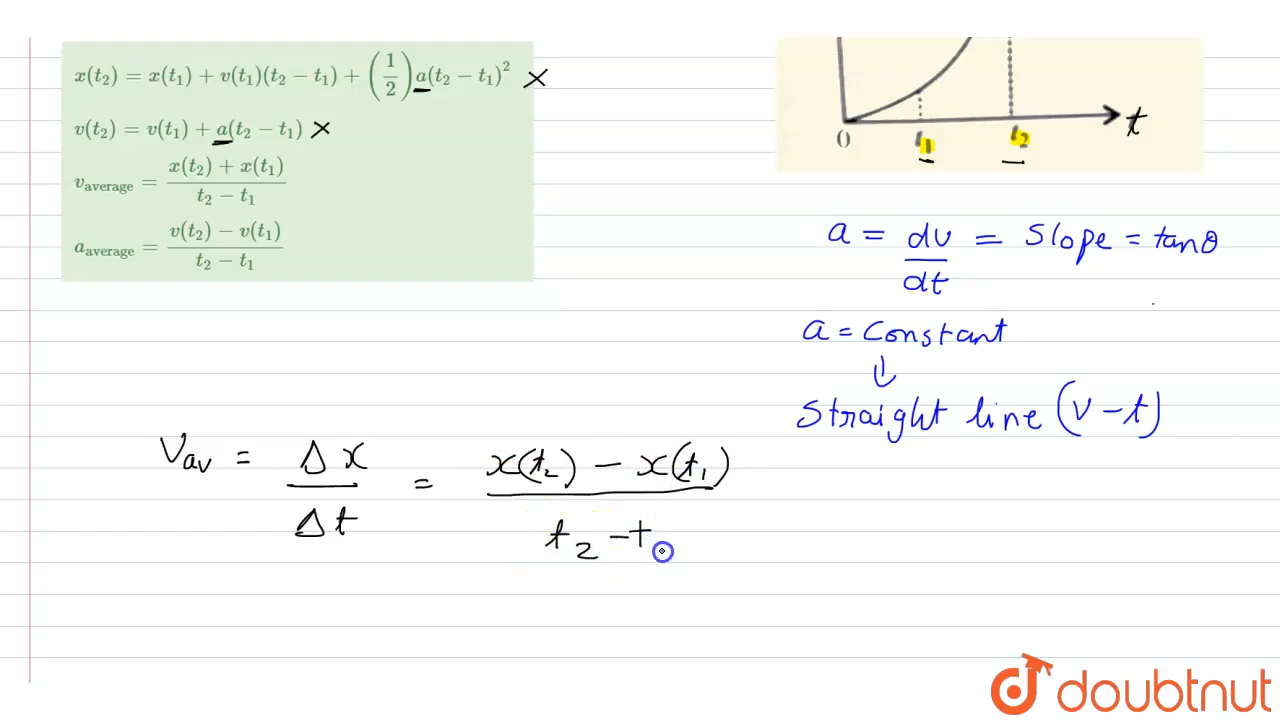 x(t₂) = x(t₁) + v(t₁)(t₂ − t₁) + (1/2) a(t₂ − t₁)² ×
v(t₂) = v(t₁) + a(t₂ − t₁) ×
v_average = (x(t₂) + x(t₁))/(t₂ − t₁)
a_average = (v(t₂) − v(t₁))/(t₂ − t₁)
0 t₁ t₂ t
a = dv/dt = Slope = tanθ
a = Constant
↓
Straight line (v − t)
Vav = Δx/Δt = (x(t₂) − x(t₁))/(t₂ − t
doubtnut